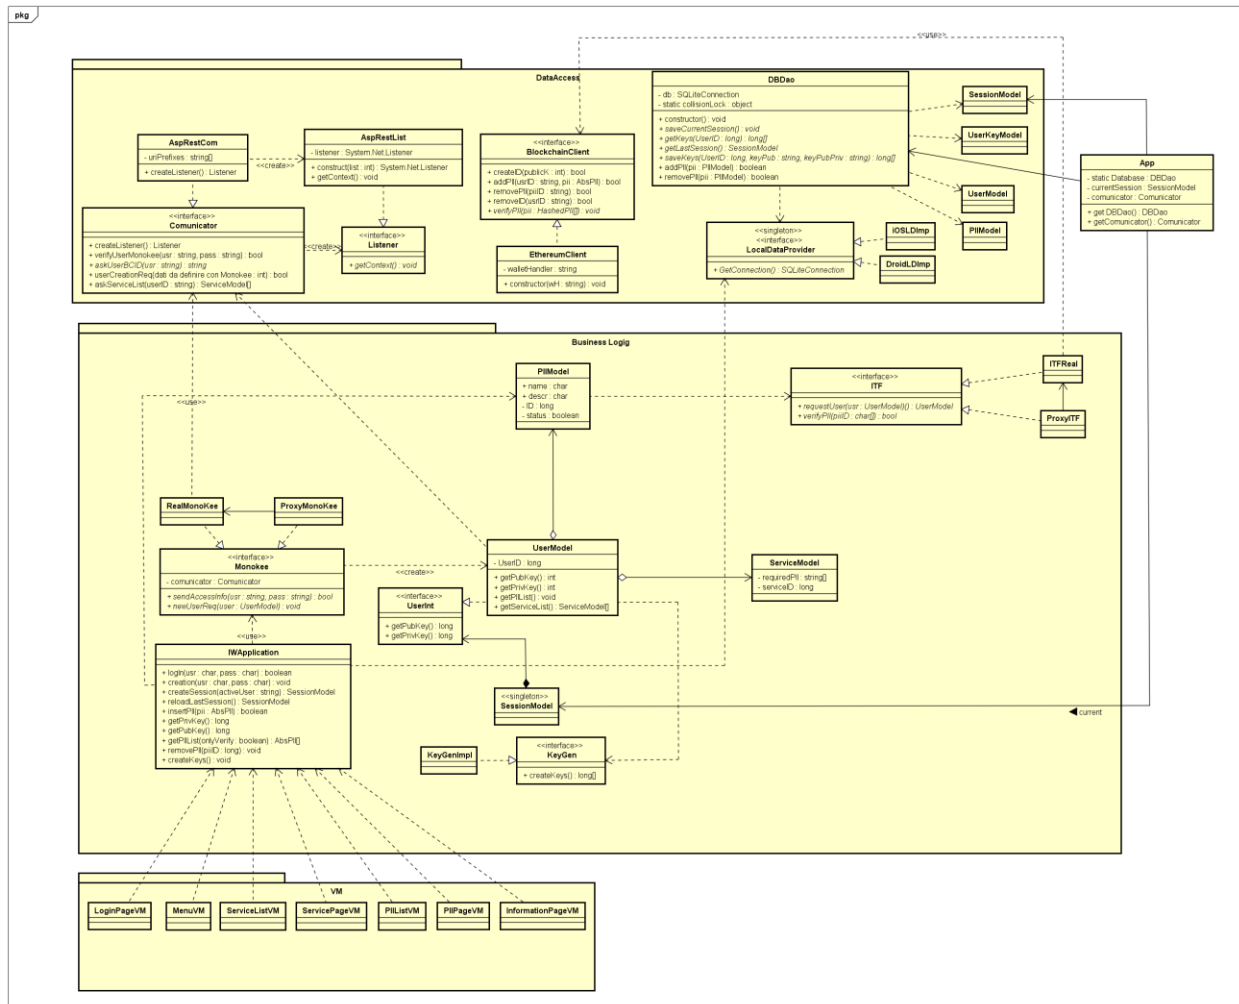 pkg
<<use>>
DataAccess
AspRestCom
- uriPrefixes : string[]
+ createListener() : Listener
<<create>>
AspRestList
- listener : System.Net.Listener
+ construct(list : int) : System.Net.Listener
+ getContext() : void
<<interface>>
Comunicator
+ createListener() : Listener
+ verifyUserMonokee(usr : string, pass : string) : bool
+ askUserBCID(usr : string) : string
+ userCreationReq(dati da definire con Monokee : int) : bool
+ askServiceList(userID : string) : ServiceModel[]
<<create>>
<<interface>>
Listener
+ getContext() : void
<<interface>>
BlockchainClient
+ createID(publicK : int) : bool
+ addPII(usrID : string, pii : AbsPII) : bool
+ removePII(piiID : string) : bool
+ removeID(usrID : string) : bool
+ verifyPII(pii : HashedPII[]) : void
EthereumClient
- walletHandler : string
+ constructor(wH : string) : void
DBDao
- db : SQLiteConnection
- static collisionLock : object
+ constructor() : void
+ saveCurrentSession() : void
+ getKeys(UserID : long) : long[]
+ getLastSession() : SessionModel
+ saveKeys(UserID : long, keyPub : string, keyPubPriv : string) : long[]
+ addPII(pii : PIIModel) : boolean
+ removePII(pii : PIIModel) : boolean
SessionModel
UserKeyModel
UserModel
PIIModel
<<singleton>>
<<interface>>
LocalDataProvider
+ GetConnection() : SQLiteConnection
iOSLDImp
DroidLDImp
App
- static Database : DBDao
- currentSession : SessionModel
- comunicator : Comunicator
+ get DBDao() : DBDao
+ getComunicator() : Comunicator
Business Logig
PIIModel
+ name : char
+ descr : char
- ID : long
- status : boolean
<<interface>>
ITF
+ requestUser(usr : UserModel)() : UserModel
+ verifyPII(piiID : char[]) : bool
ITFReal
ProxyITF
<<use>>
RealMonoKee
ProxyMonoKee
<<interface>>
Monokee
- comunicator : Comunicator
+ sendAccessInfo(usr : string, pass : string) : bool
+ newUserReq(user : UserModel) : void
<<create>>
UserModel
- UserID : long
+ getPubKey() : int
+ getPrivKey() : int
+ getPIIList() : void
+ getServiceList() : ServiceModel[]
ServiceModel
- requiredPII : string[]
- serviceID : long
<<interface>>
UserInt
+ getPubKey() : long
+ getPrivKey() : long
<<use>>
IWApplication
+ login(usr : char, pass : char) : boolean
+ creation(usr : char, pass : char) : void
+ createSession(activeUser : string) : SessionModel
+ reloadLastSession() : SessionModel
+ insertPII(pii : AbsPII) : boolean
+ getPrivKey() : long
+ getPubKey() : long
+ getPIIList(onlyVerify : boolean) : AbsPII[]
+ removePII(piiID : long) : void
+ createKeys() : void
<<singleton>>
SessionModel
current
KeyGenImpl
<<interface>>
KeyGen
+ createKeys() : long[]
VM
LoginPageVM
MenuVM
ServiceListVM
ServicePageVM
PIIListVM
PIIPageVM
InformationPageVM